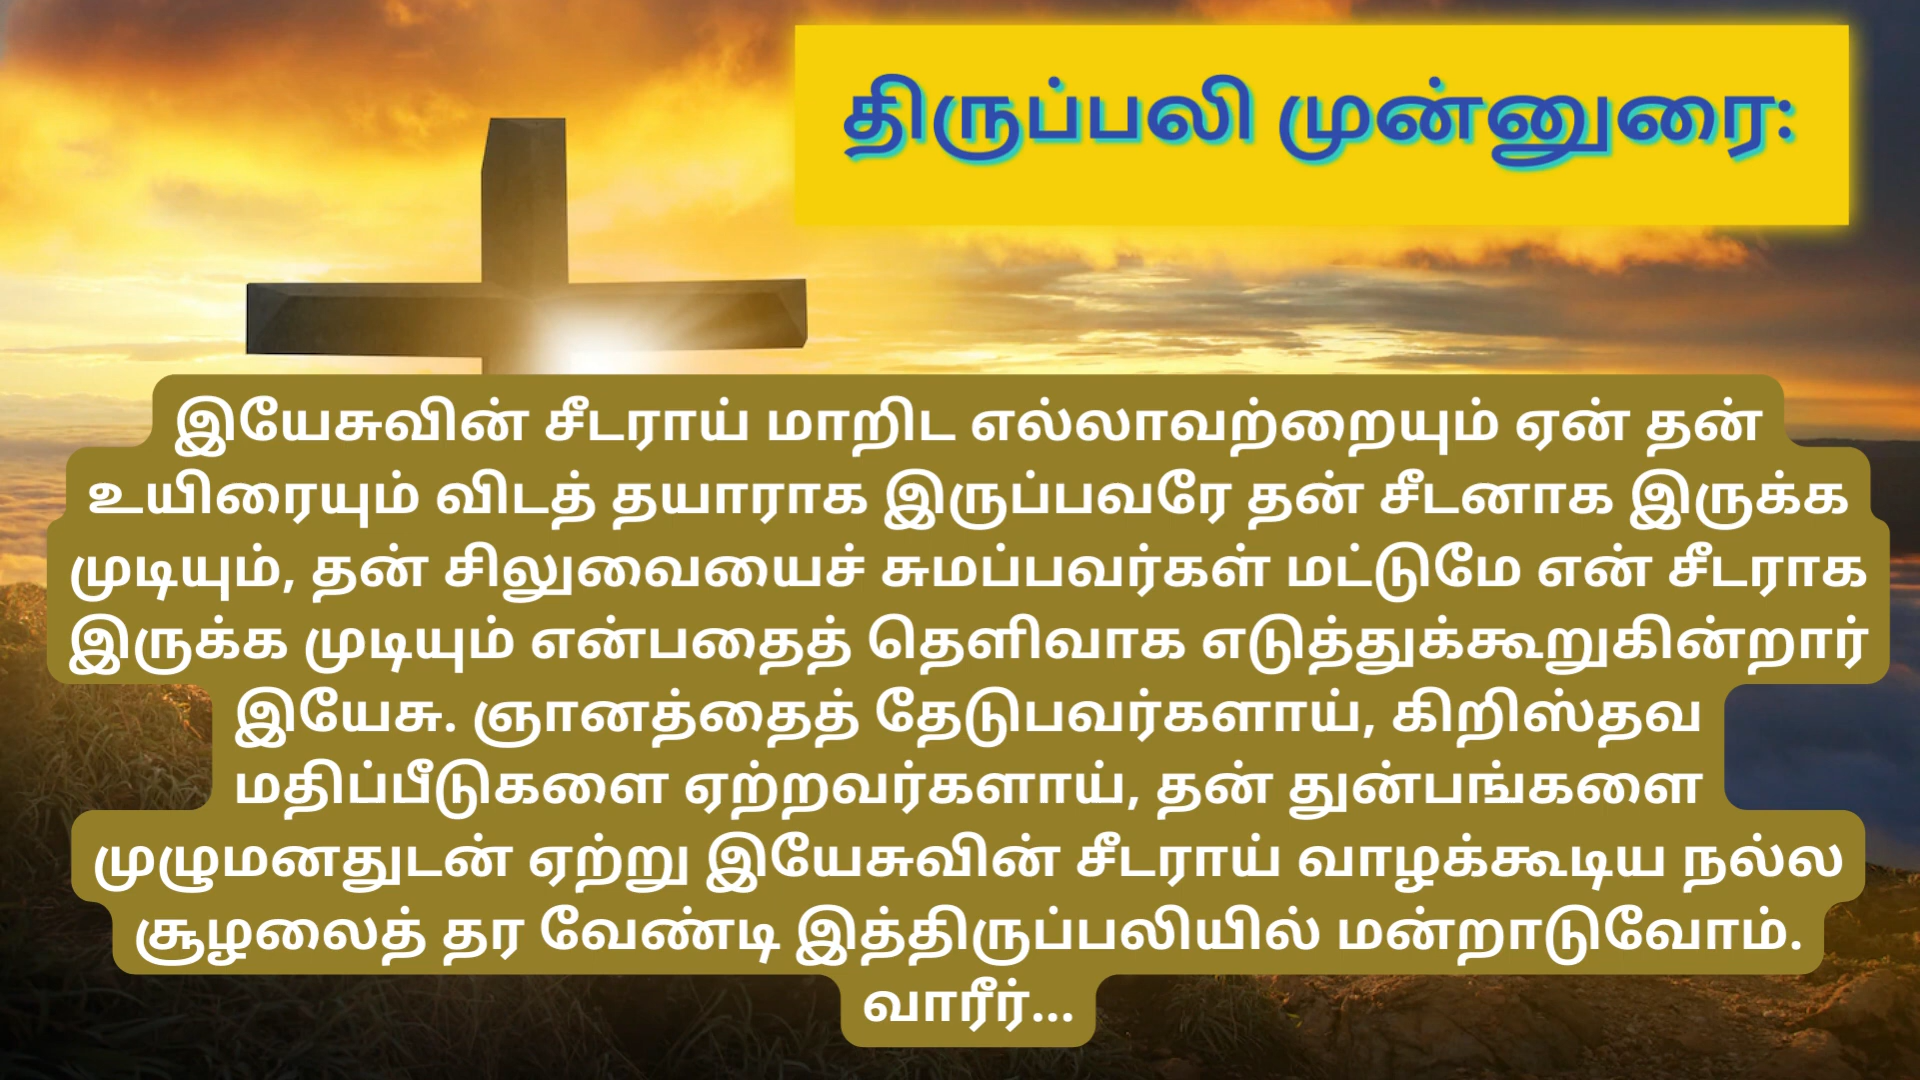 திருப்பலி முன்னுரை:
இயேசுவின் சீடராய் மாறிட எல்லாவற்றையும் ஏன் தன்
உயிரையும் விடத் தயாராக இருப்பவரே தன் சீடனாக இருக்க
முடியும், தன் சிலுவையைச் சுமப்பவர்கள் மட்டுமே என் சீடராக
இருக்க முடியும் என்பதைத் தெளிவாக எடுத்துக்கூறுகின்றார்
இயேசு. ஞானத்தைத் தேடுபவர்களாய், கிறிஸ்தவ
மதிப்பீடுகளை ஏற்றவர்களாய், தன் துன்பங்களை
முழுமனதுடன் ஏற்று இயேசுவின் சீடராய் வாழக்கூடிய நல்ல
சூழலைத் தர வேண்டி இத்திருப்பலியில் மன்றாடுவோம்.
வாரீர்...